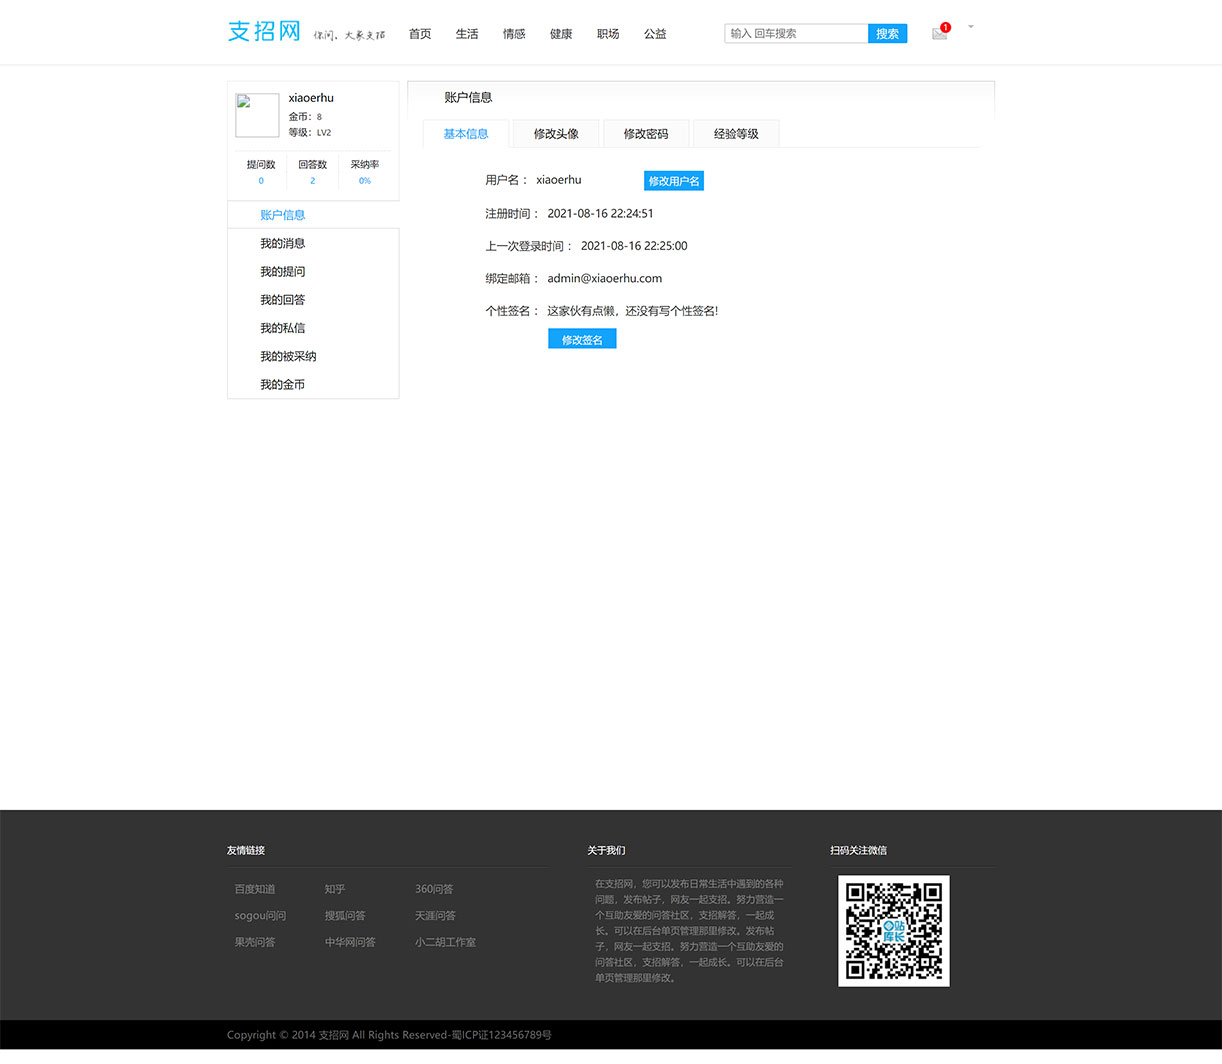 支招网 你问，大家支招 首页 生活 情感 健康 职场 公益 输入 回车搜索 搜索 1
xiaoerhu
金币：8
等级：LV2
提问数 回答数 采纳率
0 2 0%
账户信息
我的消息
我的提问
我的回答
我的私信
我的被采纳
我的金币
账户信息
基本信息 修改头像 修改密码 经验等级
用户名： xiaoerhu 修改用户名
注册时间： 2021-08-16 22:24:51
上一次登录时间： 2021-08-16 22:25:00
绑定邮箱： admin@xiaoerhu.com
个性签名： 这家伙有点懒，还没有写个性签名!
修改签名
友情链接
百度知道 知乎 360问答
sogou问问 搜狐问答 天涯问答
果壳问答 中华网问答 小二胡工作室
关于我们
在支招网，您可以发布日常生活中遇到的各种
问题，发布帖子，网友一起支招。努力营造一
个互助友爱的问答社区，支招解答，一起成
长。可以在后台单页管理那里修改。发布帖
子，网友一起支招。努力营造一个互助友爱的
问答社区，支招解答，一起成长。可以在后台
单页管理那里修改。
扫码关注微信
站
库长
Copyright © 2014 支招网 All Rights Reserved-蜀ICP证123456789号